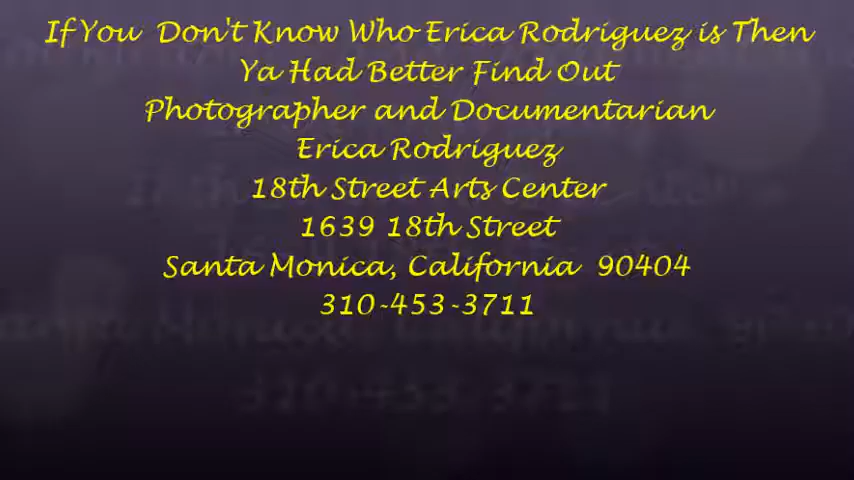 If You Don't Know Who Erica Rodriguez is Then
Ya Had Better Find Out
Photographer and Documentarian
Erica Rodriguez
18th Street Arts Center
1639 18th Street
Santa Monica, California 90404
310-453-3711